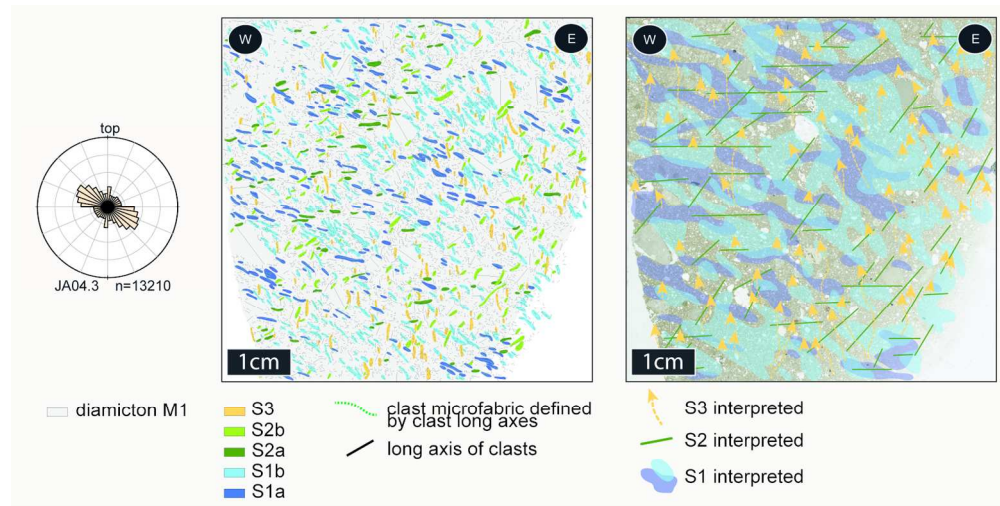 W
E
W
E
top
JA04.3 n=13210
1cm
1cm
diamicton M1
S3
S2b
S2a
S1b
S1a
clast microfabric defined
by clast long axes
long axis of clasts
S3 interpreted
S2 interpreted
S1 interpreted